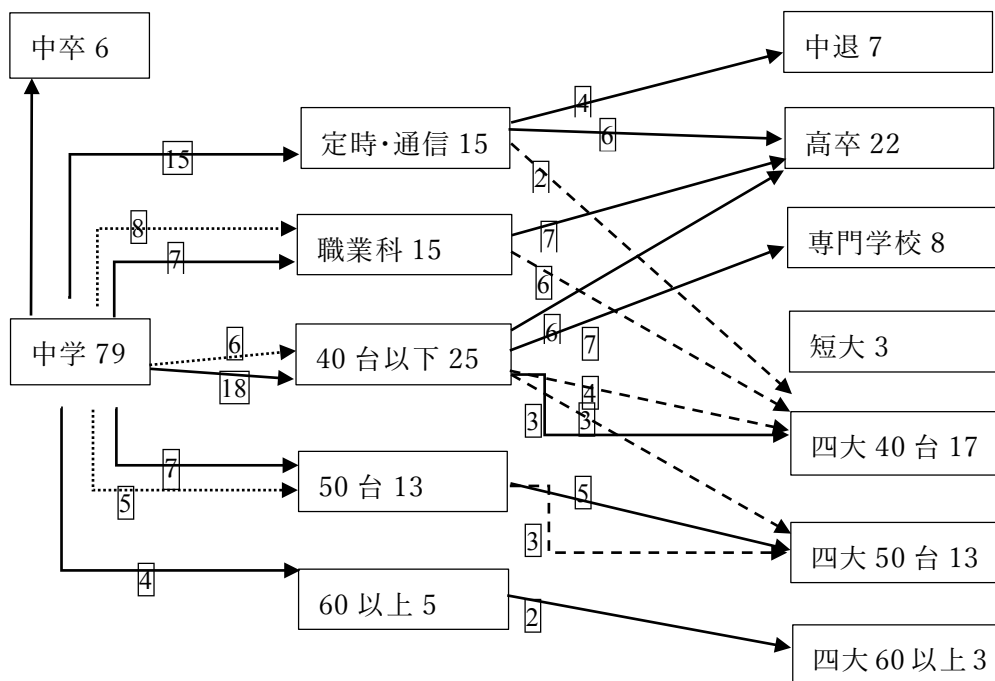 中卒 6
中退 7
4
定時・通信 15
6
高卒 22
15
2
8
職業科 15
7
専門学校 8
7
6
中学 79
6
40 台以下 25
6
7
短大 3
18
4
3
3
四大 40 台 17
7
50 台 13
5
5
3
四大 50 台 13
4
60 以上 5
2
四大 60 以上 3